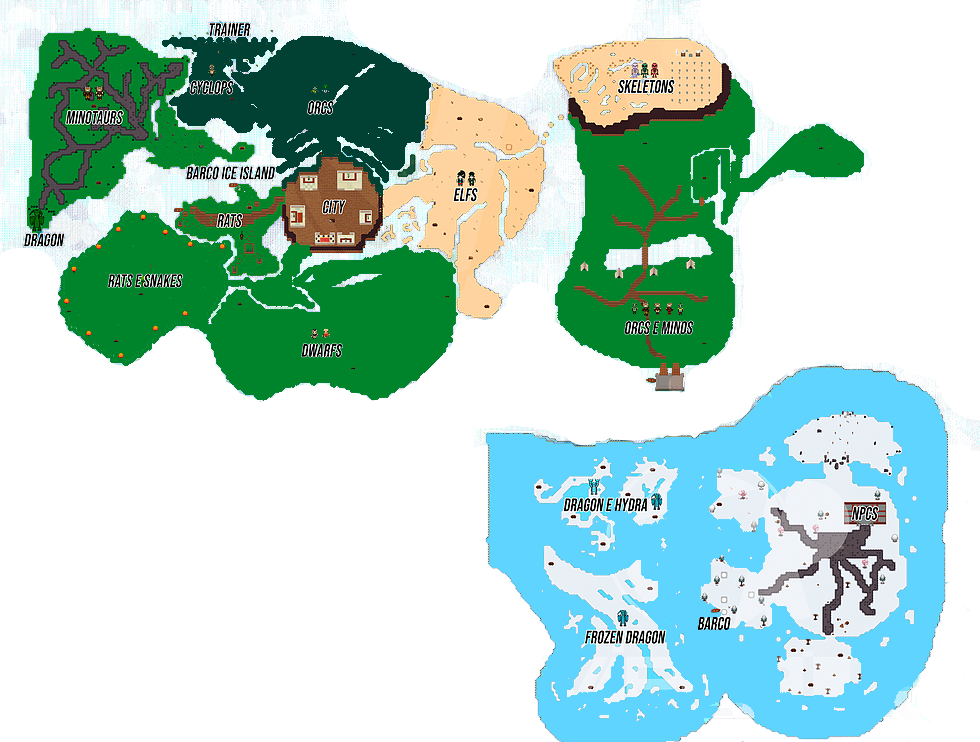 TRAINER
CYCLOPS
ORCS
MINOTAURS
SKELETONS
BARCO ICE ISLAND
ELFS
CITY
RATS
DRAGON
RATS E SNAKES
ORCS E MINOS
DWARFS
DRAGON E HYDRA
NPCS
BARCO
FROZEN DRAGON